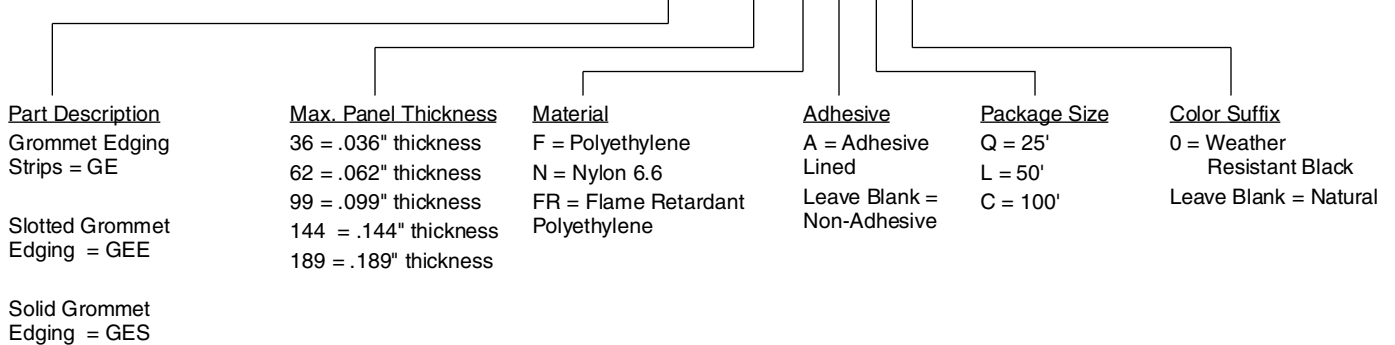 Part Description
Grommet Edging
Strips = GE
Slotted Grommet
Edging = GEE
Solid Grommet
Edging = GES
Max. Panel Thickness
36 = .036" thickness
62 = .062" thickness
99 = .099" thickness
144 = .144" thickness
189 = .189" thickness
Material
F = Polyethylene
N = Nylon 6.6
FR = Flame Retardant
Polyethylene
Adhesive
A = Adhesive
Lined
Leave Blank =
Non-Adhesive
Package Size
Q = 25'
L = 50'
C = 100'
Color Suffix
0 = Weather
Resistant Black
Leave Blank = Natural